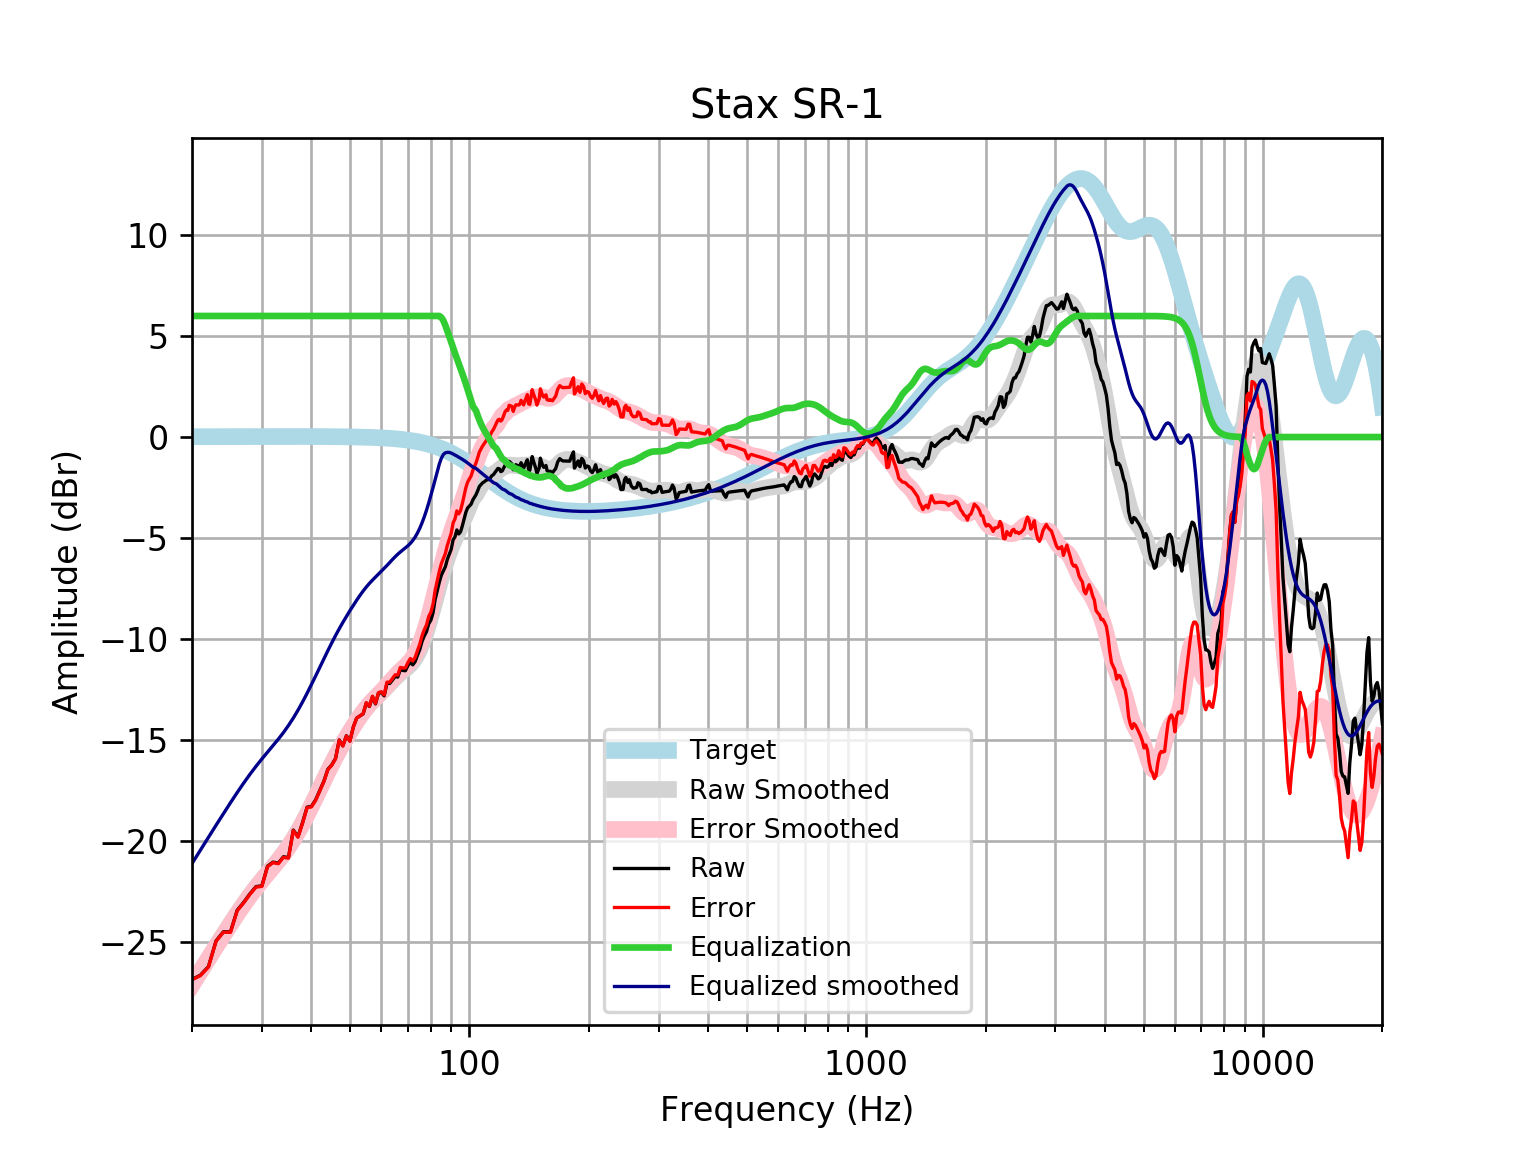 Stax SR-1
Amplitude (dBr)
10
5
0
−5
−10
−15
−20
−25
Target
Raw Smoothed
Error Smoothed
Raw
Error
Equalization
Equalized smoothed
100
1000
10000
Frequency (Hz)